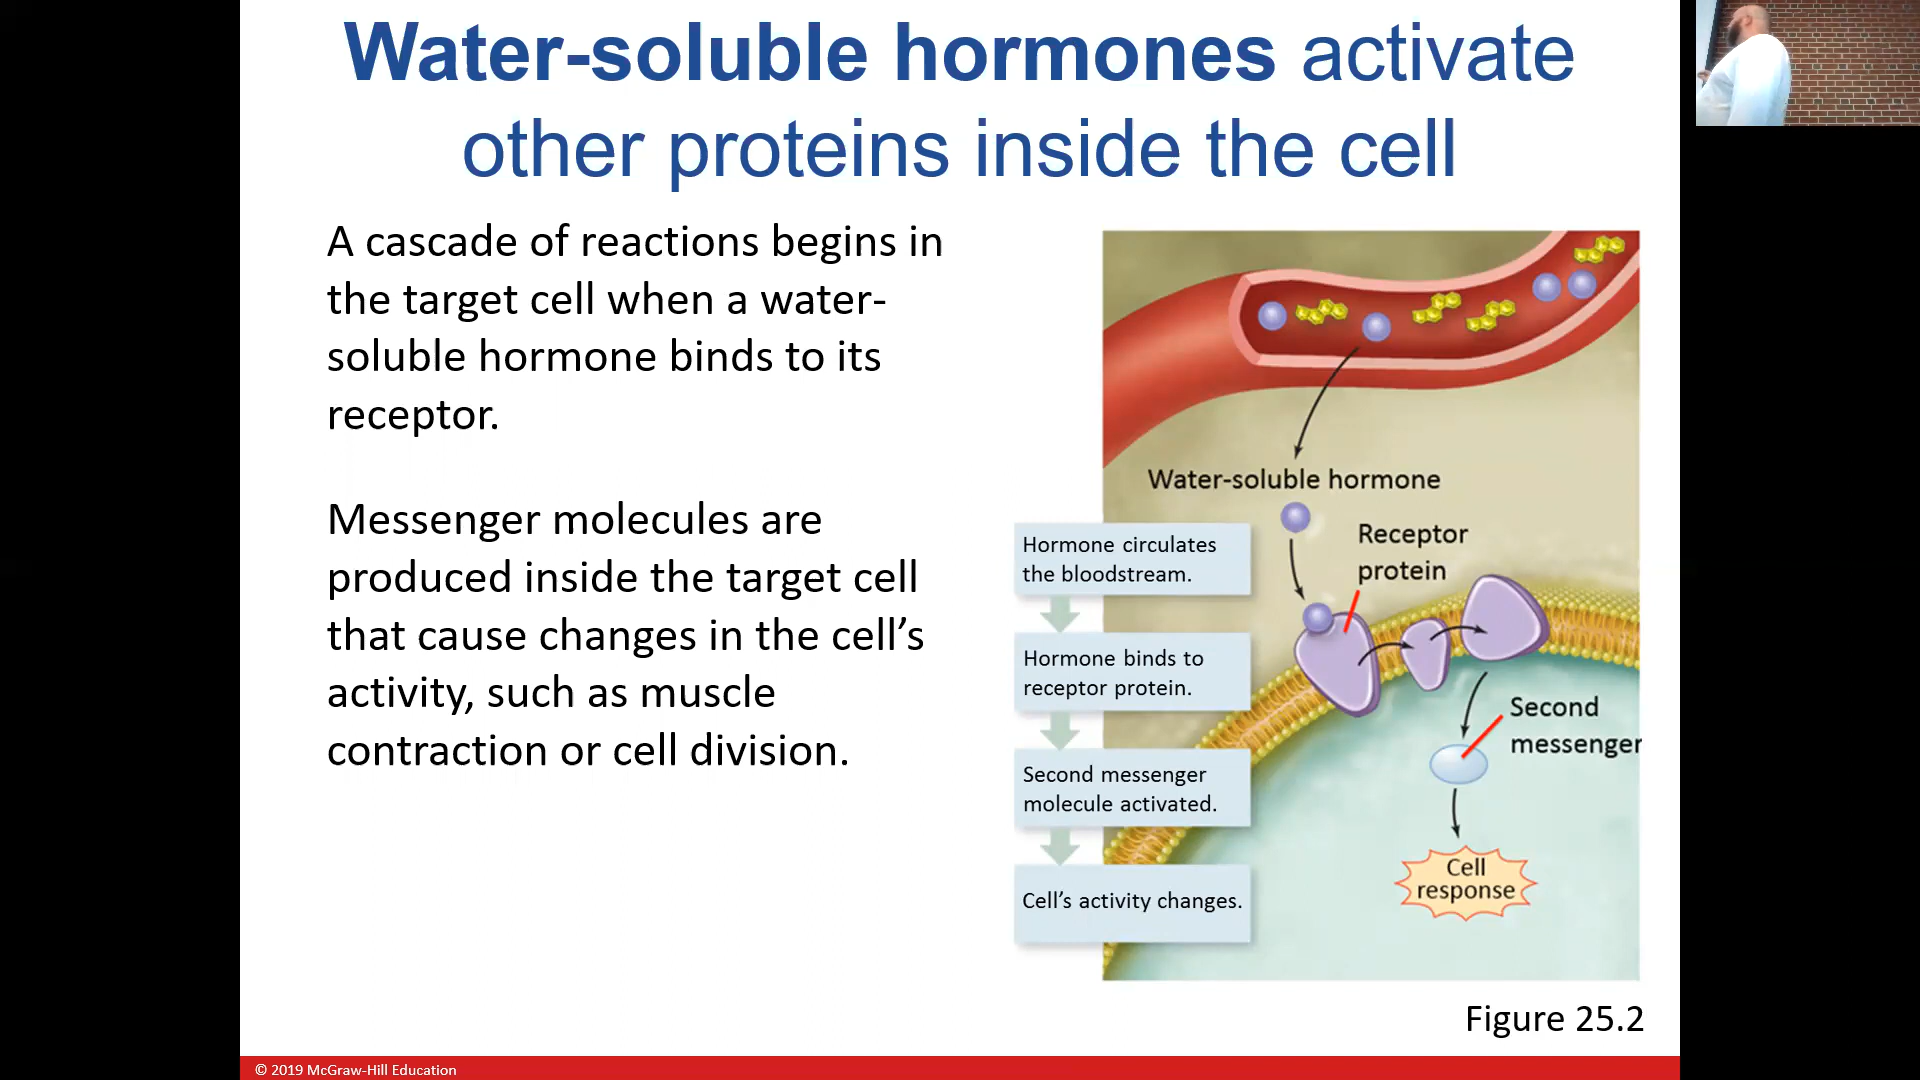 Water-soluble hormones activate
other proteins inside the cell
A cascade of reactions begins in
the target cell when a water-
soluble hormone binds to its
receptor.
Messenger molecules are
produced inside the target cell
that cause changes in the cell's
activity, such as muscle
contraction or cell division.
Water-soluble hormone
Receptor
protein
Hormone circulates
the bloodstream.
Hormone binds to
receptor protein.
Second messenger
molecule activated.
Cell's activity changes.
Second
messenger
Cell
response
Figure 25.2
© 2019 McGraw-Hill Education